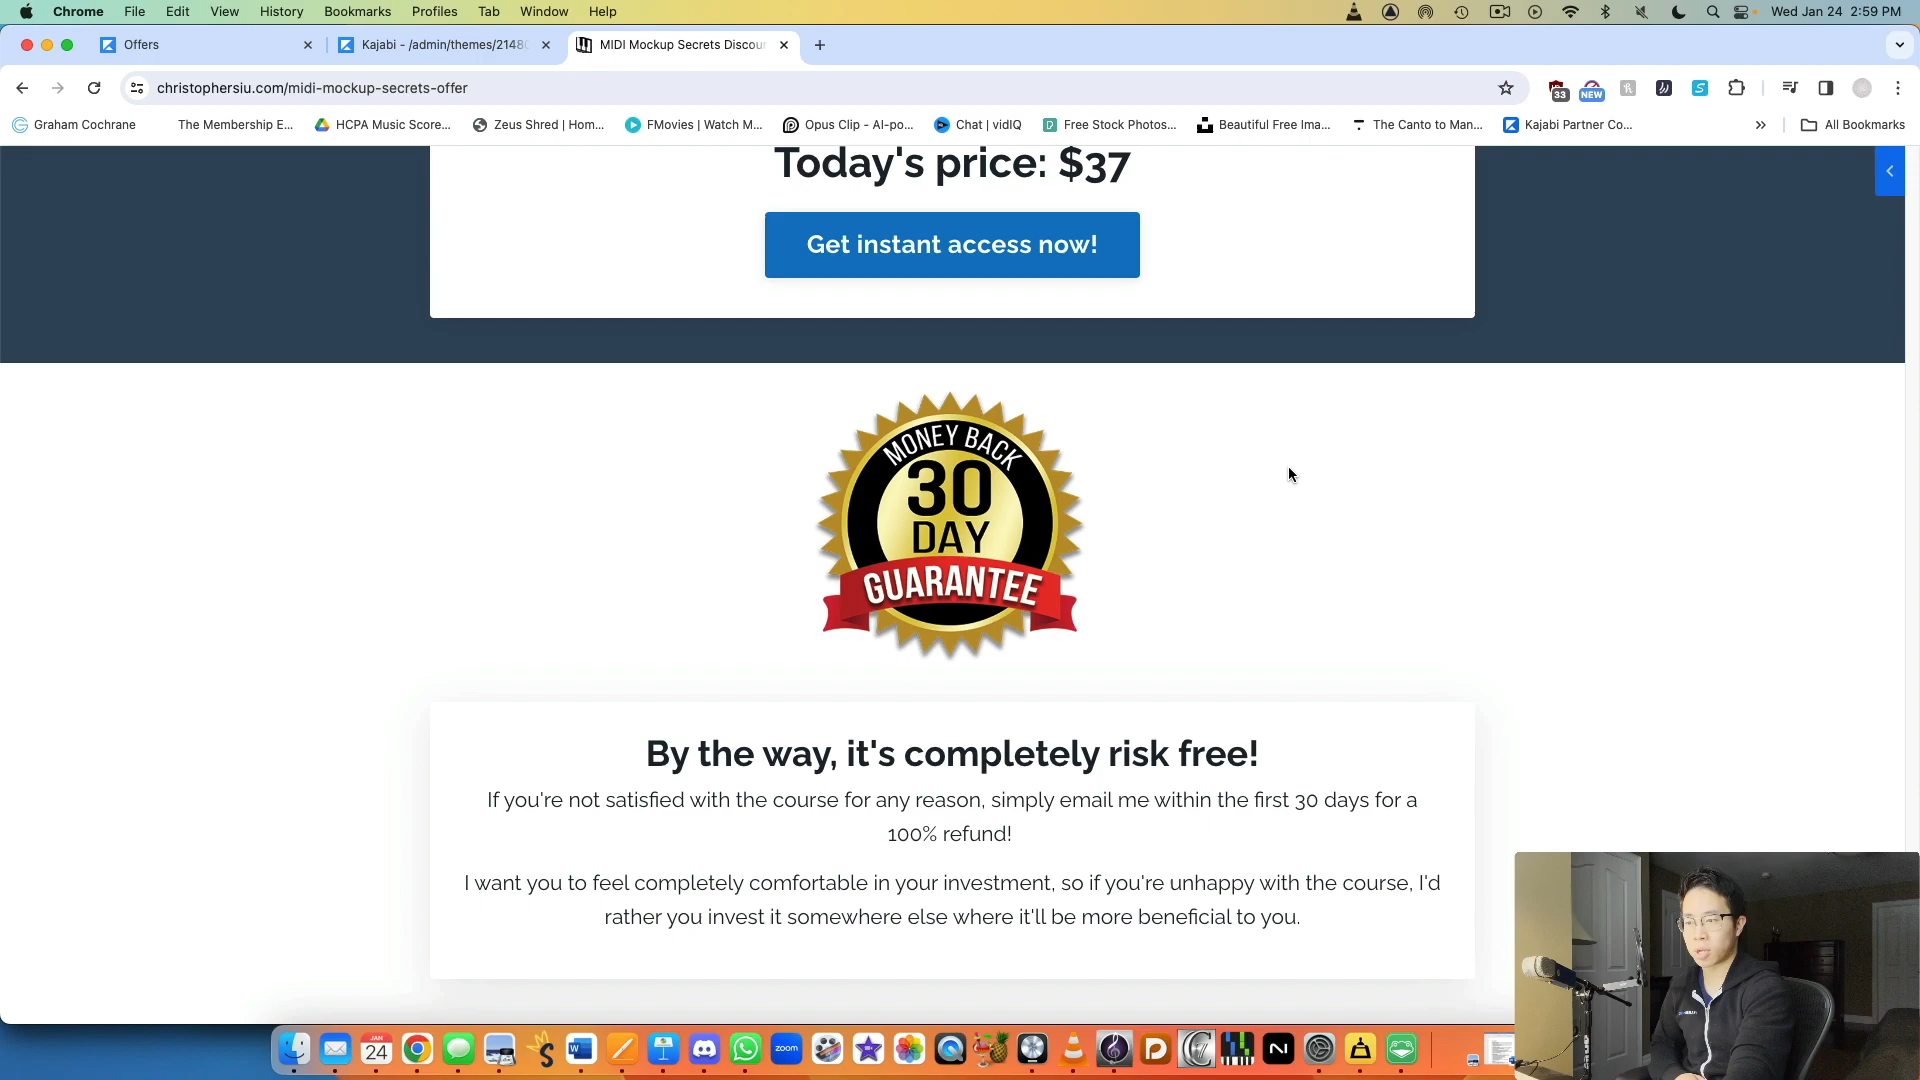 Chrome File Edit View History Bookmarks Profiles Tab Window Help Wed Jan 24 2:59 PM
Offers Kajabi - /admin/themes/2148 MIDI Mockup Secrets Discou
christophersiu.com/midi-mockup-secrets-offer 33 NEW
Graham Cochrane The Membership E... HCPA Music Score... Zeus Shred | Hom... FMovies | Watch M... Opus Clip - AI-po... Chat | vidIQ Free Stock Photos... Beautiful Free Ima... The Canto to Man... Kajabi Partner Co... » All Bookmarks
Today's price: $37
Get instant access now!
MONEY BACK
30
DAY
GUARANTEE
By the way, it's completely risk free!
If you're not satisfied with the course for any reason, simply email me within the first 30 days for a
100% refund!
I want you to feel completely comfortable in your investment, so if you're unhappy with the course, I'd
rather you invest it somewhere else where it'll be more beneficial to you.
JAN
24
zoom